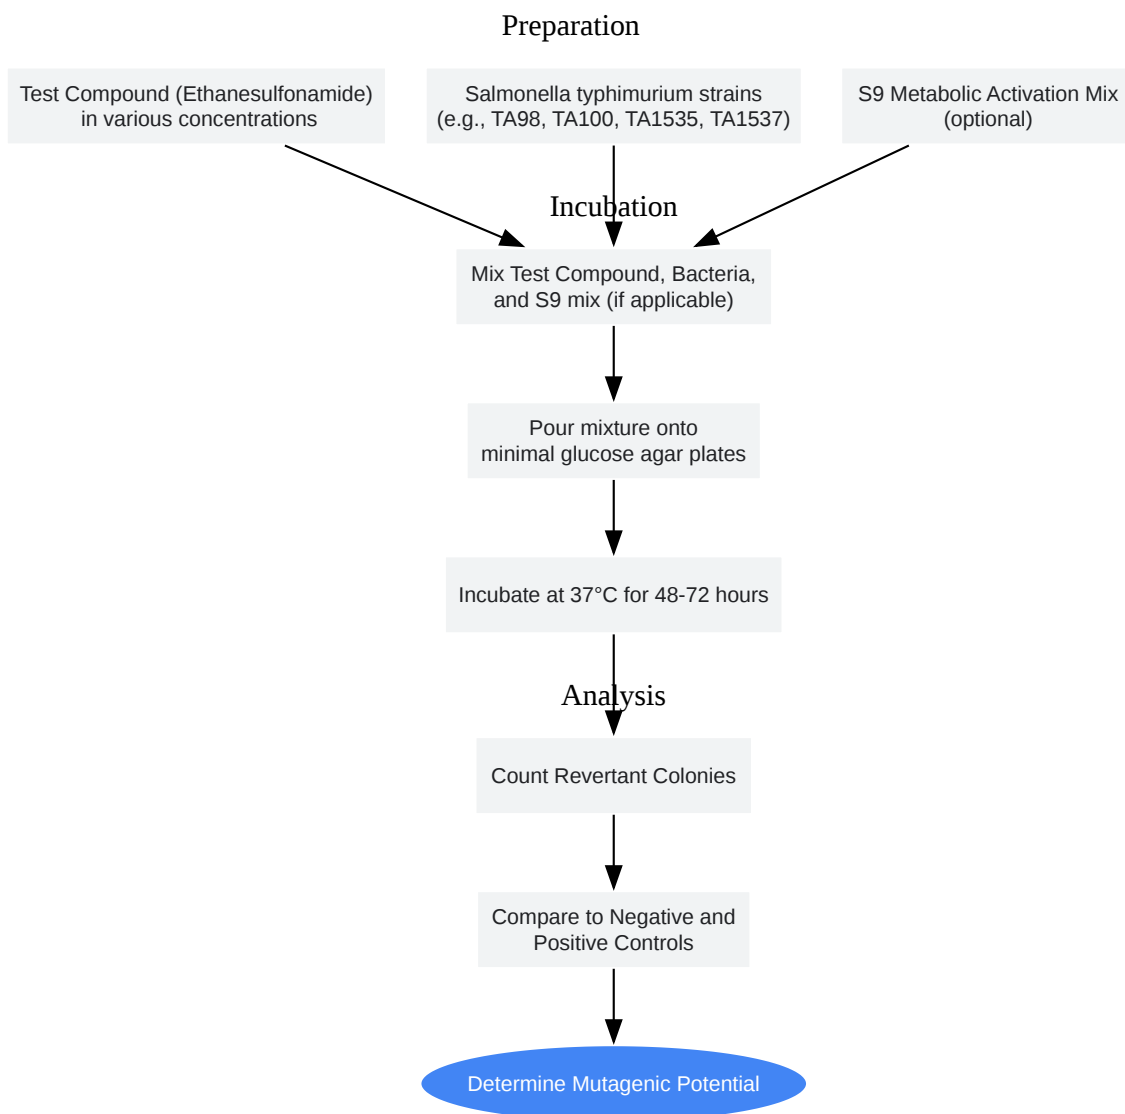 Preparation
Test Compound (Ethanesulfonamide)
in various concentrations
Salmonella typhimurium strains
(e.g., TA98, TA100, TA1535, TA1537)
S9 Metabolic Activation Mix
(optional)
Incubation
Mix Test Compound, Bacteria,
and S9 mix (if applicable)
Pour mixture onto
minimal glucose agar plates
Incubate at 37°C for 48-72 hours
Analysis
Count Revertant Colonies
Compare to Negative and
Positive Controls
Determine Mutagenic Potential